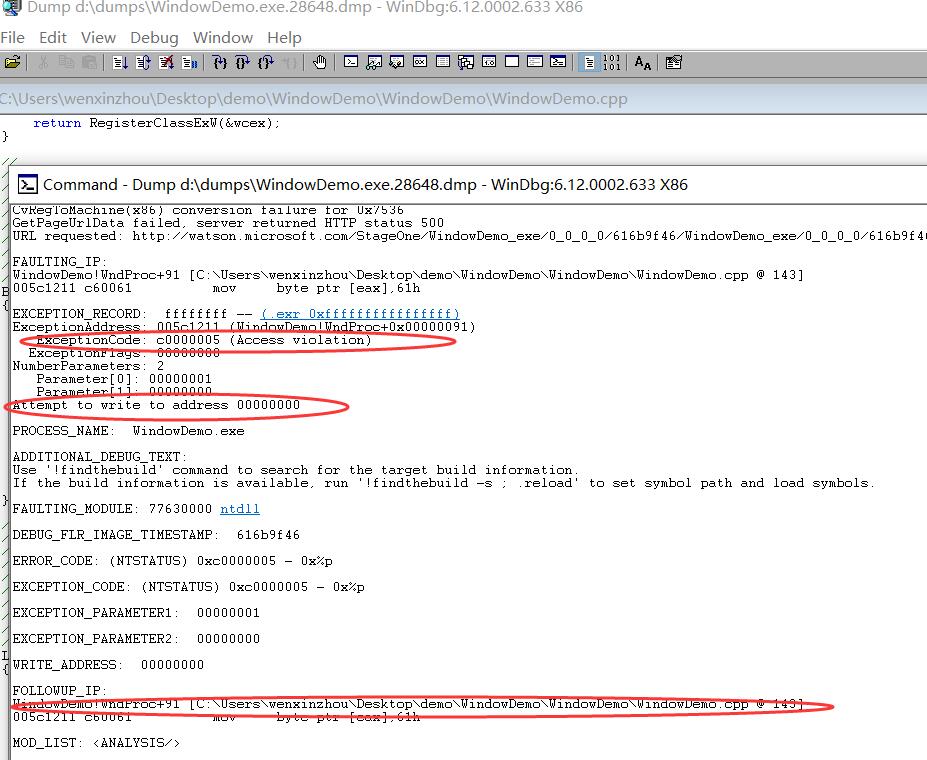 Dump d:\dumps\WindowDemo.exe.28648.dmp - WinDbg:6.12.0002.633 X86
File Edit View Debug Window Help
C:\Users\wenxinzhou\Desktop\demo\WindowDemo\WindowDemo\WindowDemo.cpp
return RegisterClassExW(&wcex);
}
//
Command - Dump d:\dumps\WindowDemo.exe.28648.dmp - WinDbg:6.12.0002.633 X86
CvRegToMachine(x86) conversion failure for 0x7536
GetPageUrlData failed, server returned HTTP status 500
URL requested: http://watson.microsoft.com/StageOne/WindowDemo_exe/0_0_0_0/616b9f46/WindowDemo_exe/0_0_0_0/616b9f4
FAULTING_IP:
WindowDemo!WndProc+91 [C:\Users\wenxinzhou\Desktop\demo\WindowDemo\WindowDemo\WindowDemo.cpp @ 143]
005c1211 c60061 mov byte ptr [eax],61h
EXCEPTION_RECORD: ffffffff -- (.exr 0xffffffffffffffff)
ExceptionAddress: 005c1211 (WindowDemo!WndProc+0x00000091)
ExceptionCode: c0000005 (Access violation)
ExceptionFlags: 00000000
NumberParameters: 2
Parameter[0]: 00000001
Parameter[1]: 00000000
Attempt to write to address 00000000
PROCESS_NAME: WindowDemo.exe
ADDITIONAL_DEBUG_TEXT:
Use '!findthebuild' command to search for the target build information.
If the build information is available, run '!findthebuild -s ; .reload' to set symbol path and load symbols.
FAULTING_MODULE: 77630000 ntdll
DEBUG_FLR_IMAGE_TIMESTAMP: 616b9f46
ERROR_CODE: (NTSTATUS) 0xc0000005 - 0x%p
EXCEPTION_CODE: (NTSTATUS) 0xc0000005 - 0x%p
EXCEPTION_PARAMETER1: 00000001
EXCEPTION_PARAMETER2: 00000000
WRITE_ADDRESS: 00000000
FOLLOWUP_IP:
WindowDemo!WndProc+91 [C:\Users\wenxinzhou\Desktop\demo\WindowDemo\WindowDemo\WindowDemo.cpp @ 143]
005c1211 c60061 mov byte ptr [eax],61h
MOD_LIST: <ANALYSIS/>